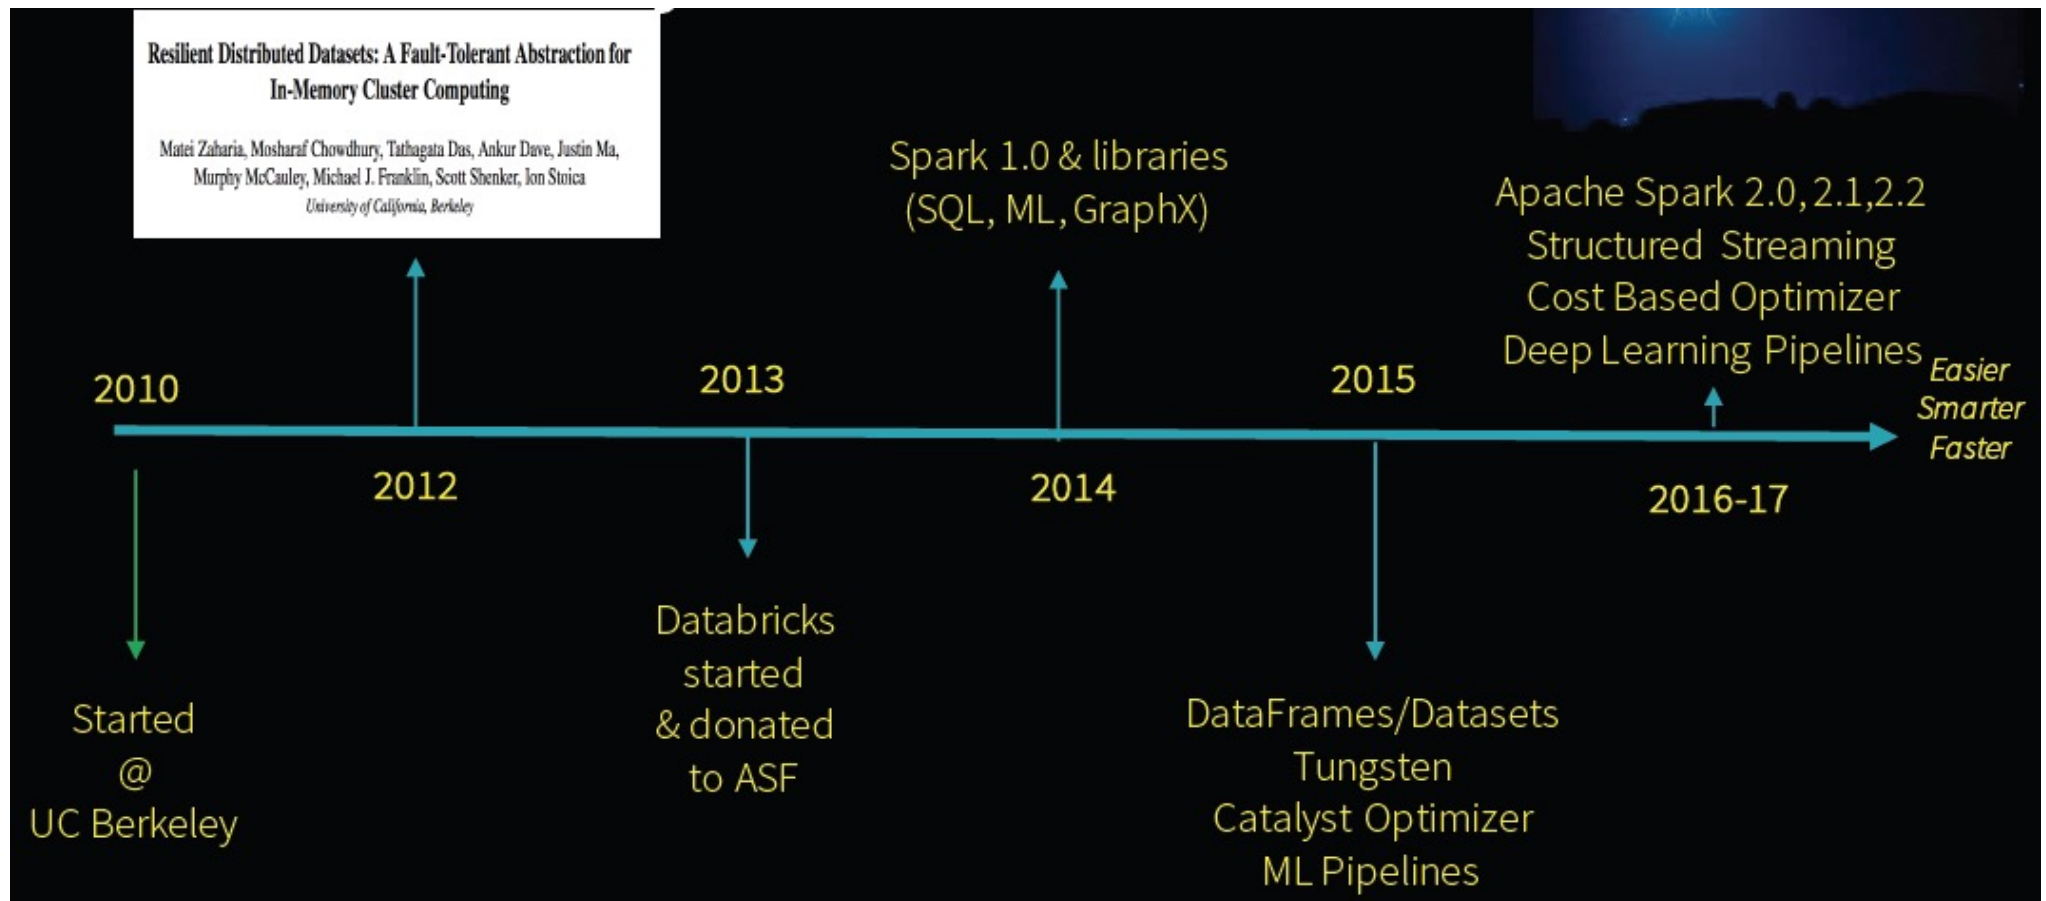 Resilient Distributed Datasets: A Fault-Tolerant Abstraction for
In-Memory Cluster Computing
Matei Zaharia, Mosharaf Chowdhury, Tathagata Das, Ankur Dave, Justin Ma,
Murphy McCauley, Michael J. Franklin, Scott Shenker, Ion Stoica
University of California, Berkeley
Spark 1.0 & libraries
(SQL, ML, GraphX)
Apache Spark 2.0, 2.1,2.2
Structured Streaming
Cost Based Optimizer
Deep Learning Pipelines
2010
2013
2015
Easier
Smarter
Faster
2012
2014
2016-17
Started
@
UC Berkeley
Databricks
started
& donated
to ASF
DataFrames/Datasets
Tungsten
Catalyst Optimizer
ML Pipelines